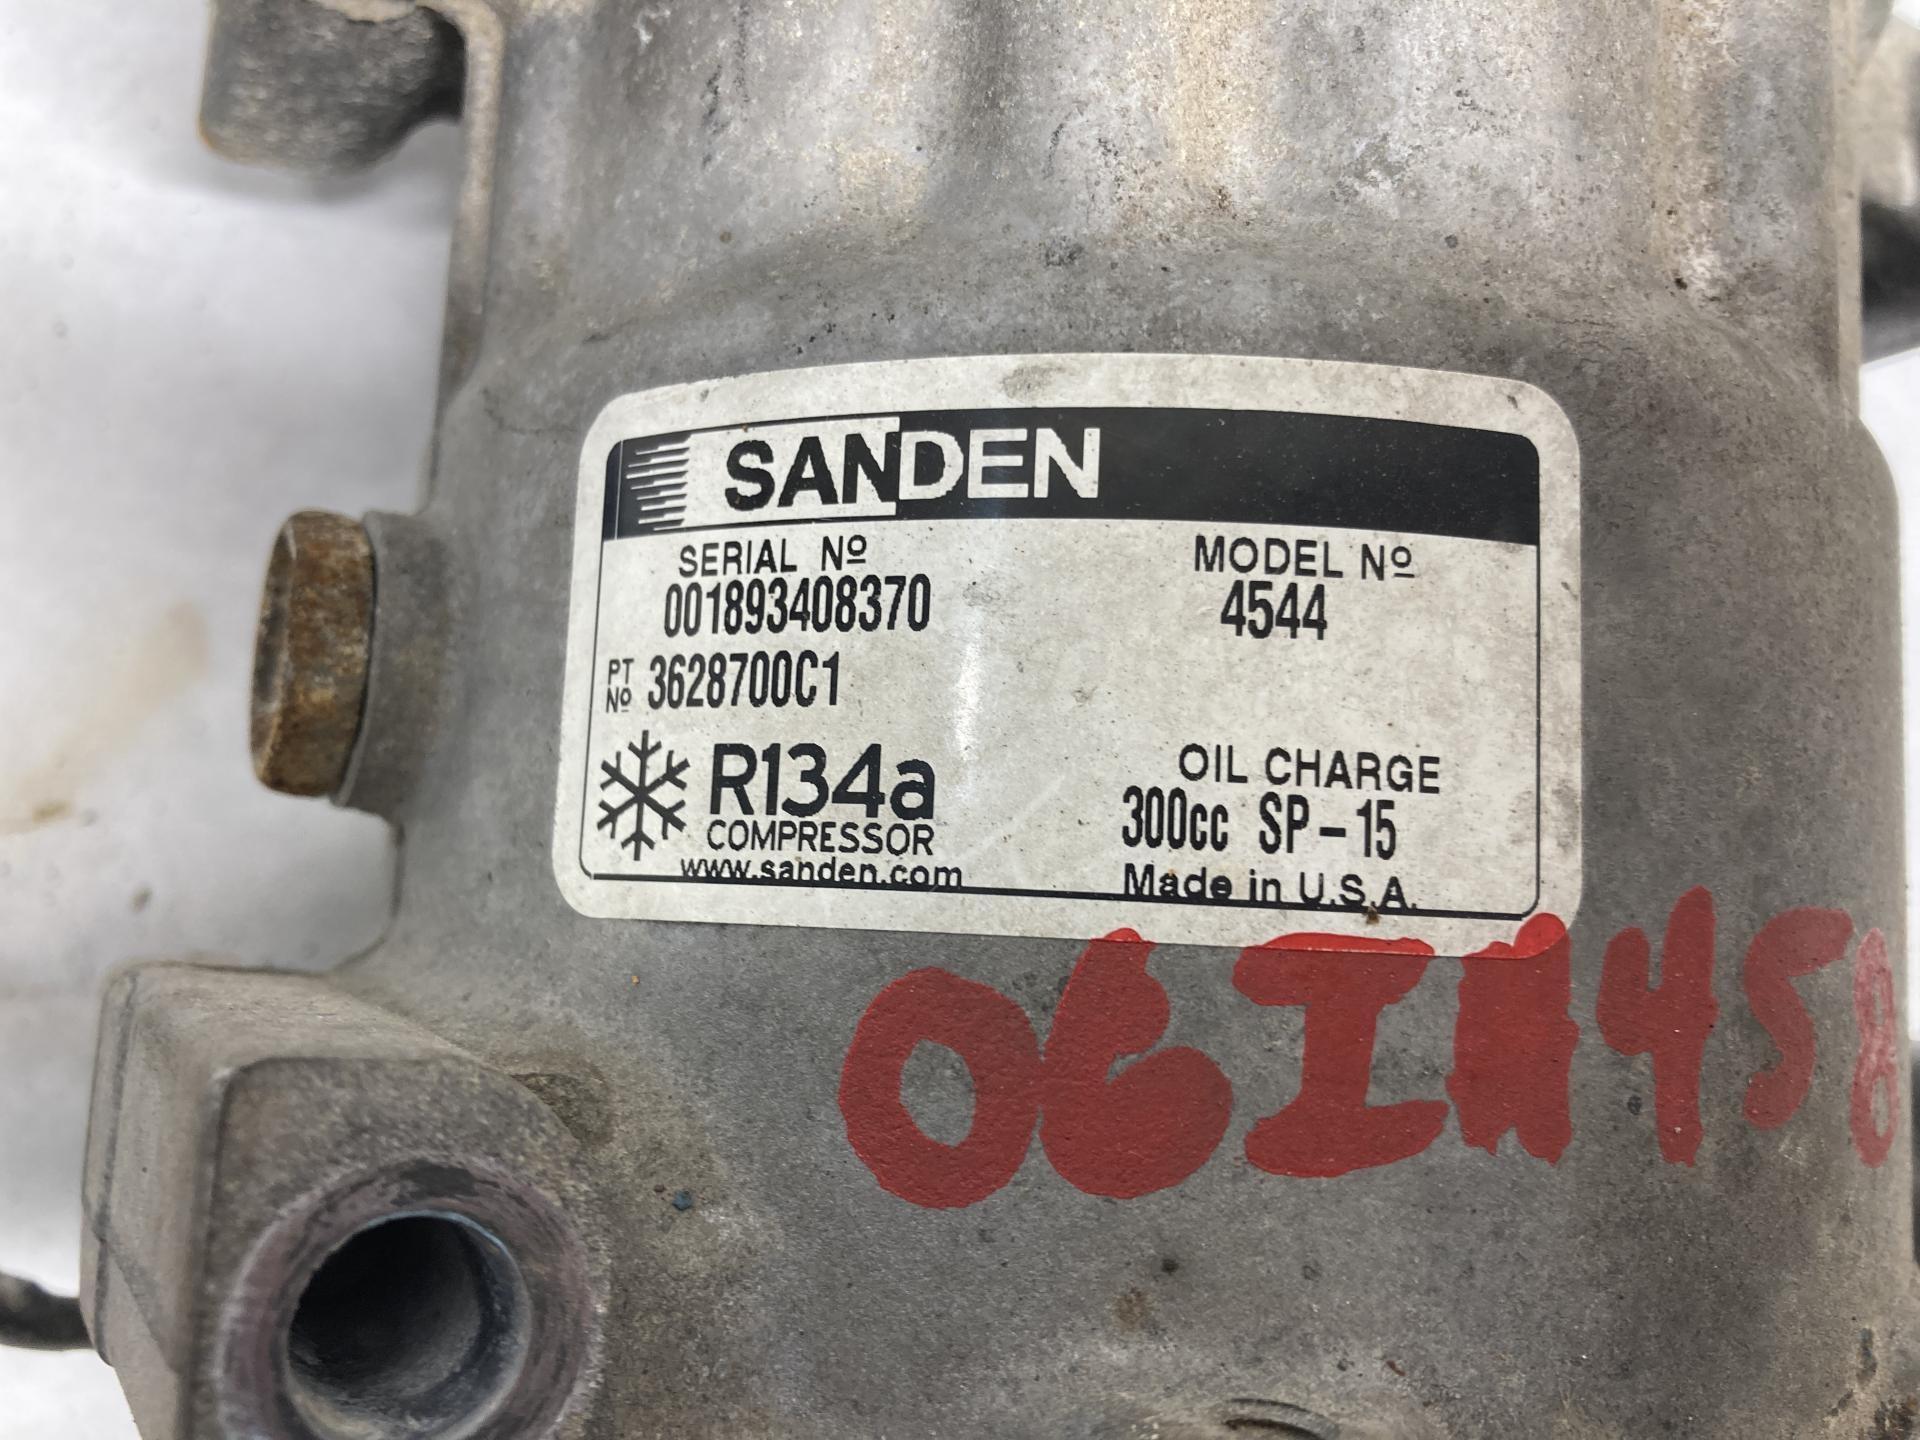 SANDEN
SERIAL Nº
001893408370
MODEL Nº
4544
PT Nº 3628700C1
R134a
COMPRESSOR
www.sanden.com
OIL CHARGE
300cc SP-15
Made in U.S.A.